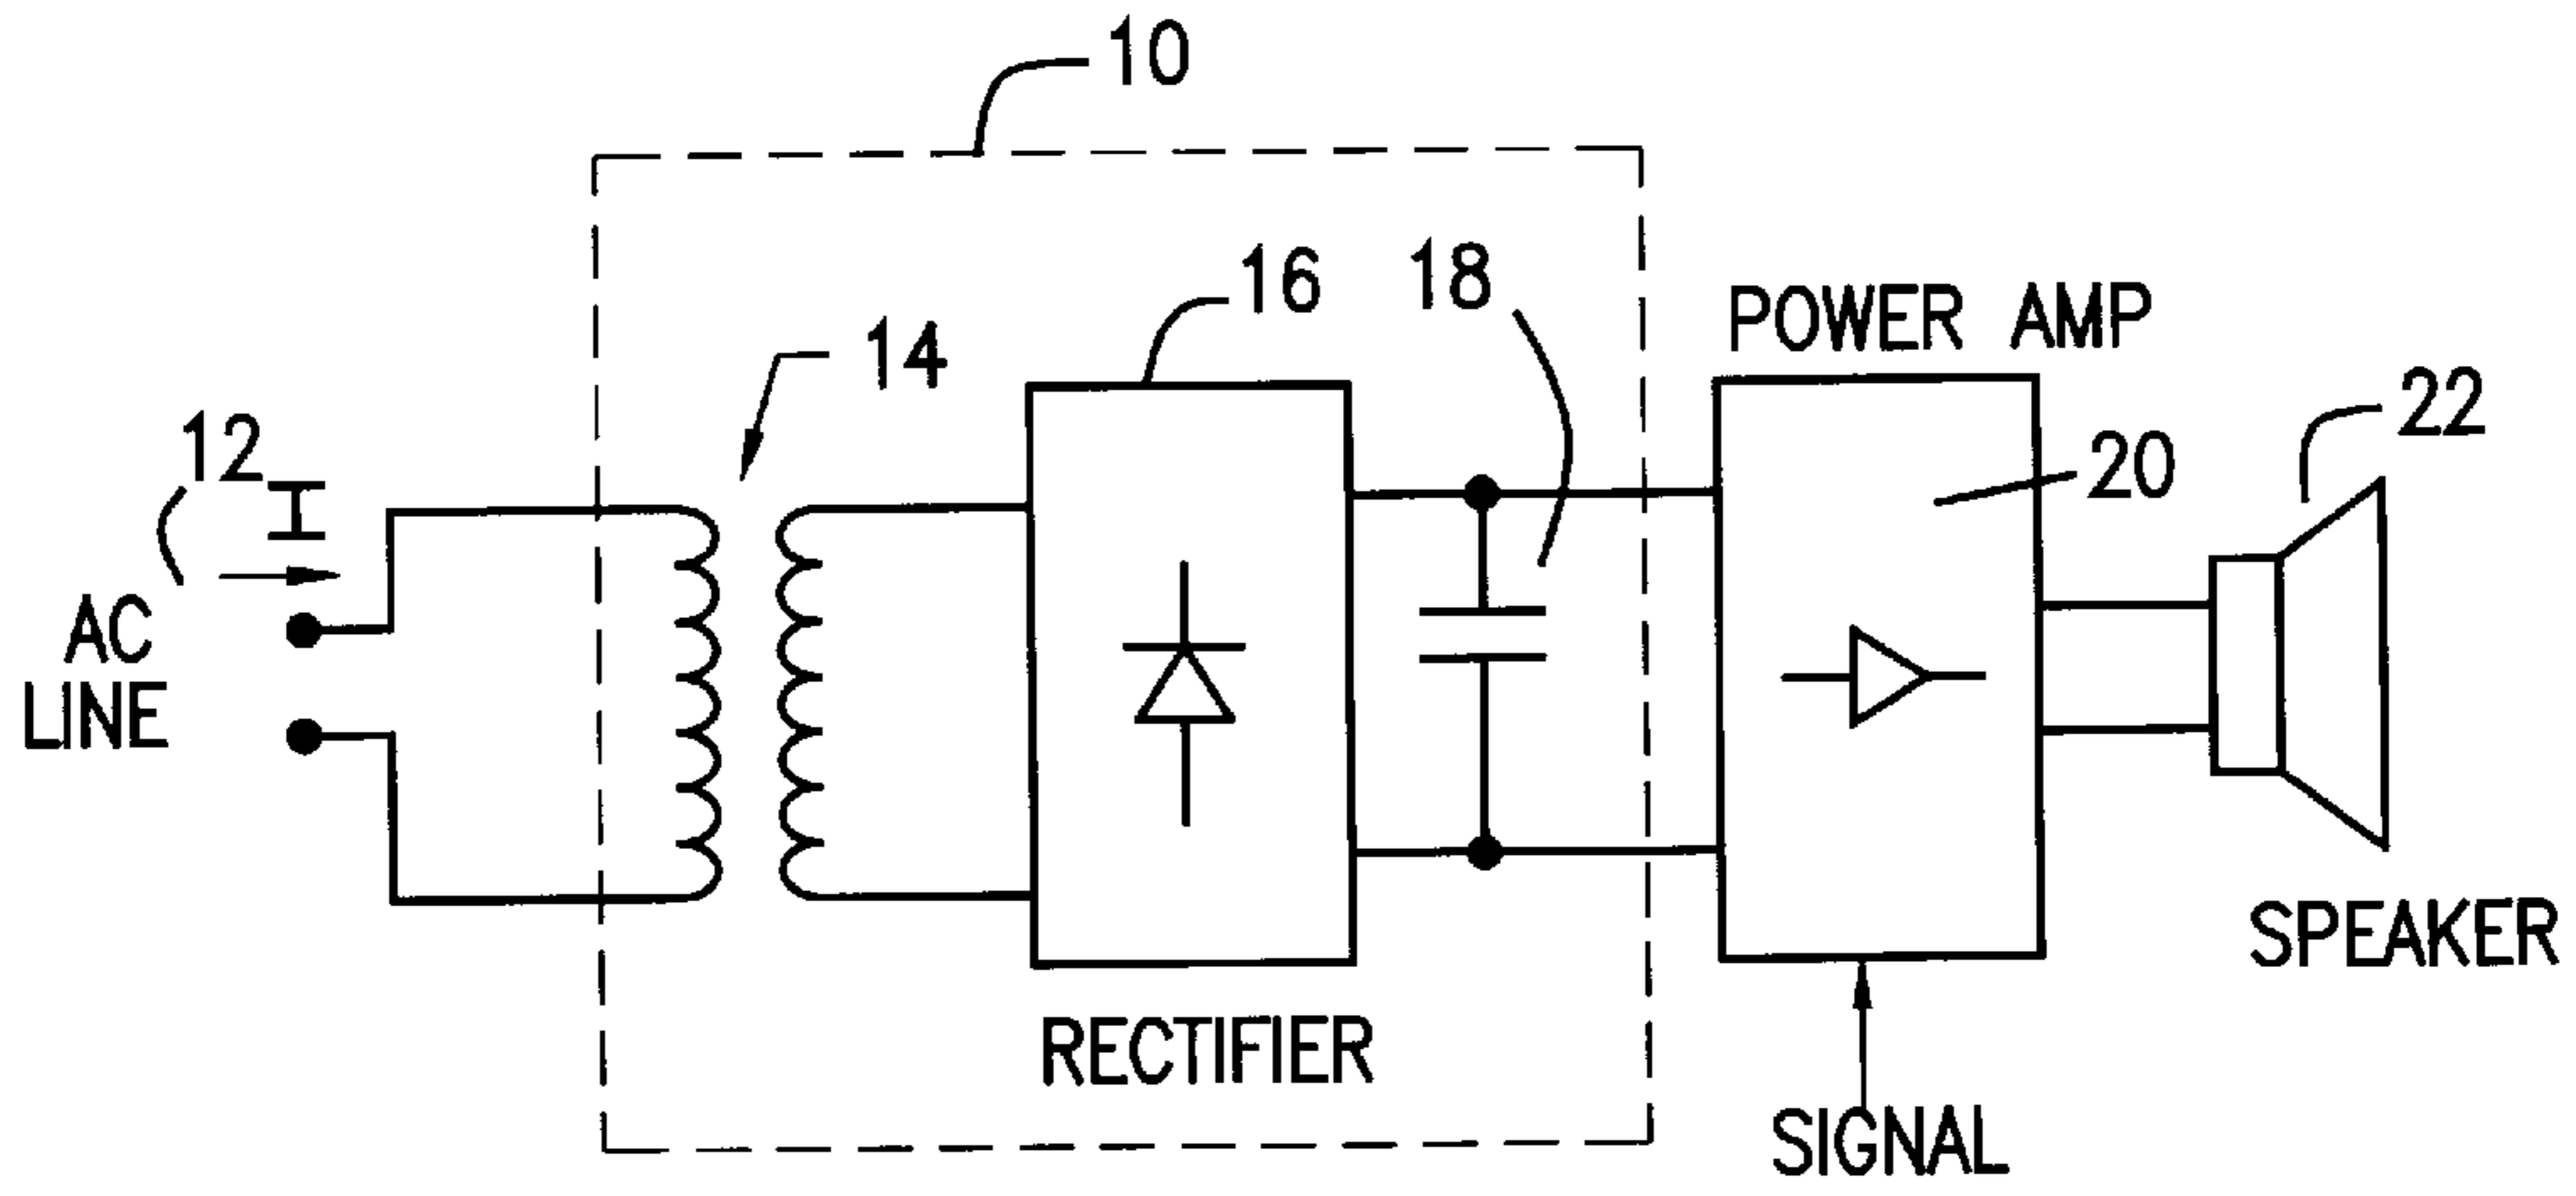 10
16
18
POWER AMP
14
22
12
I
20
AC
LINE
SPEAKER
RECTIFIER
SIGNAL